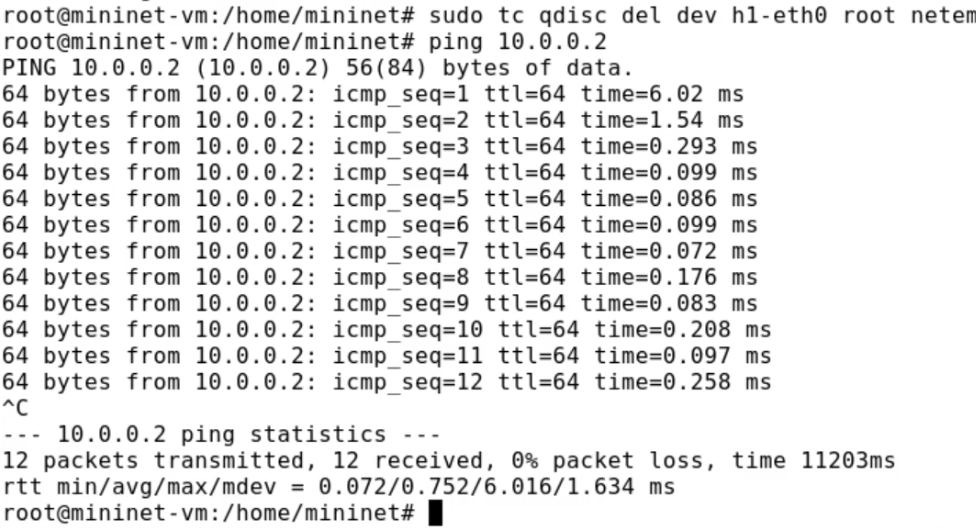 root@mininet-vm:/home/mininet# sudo tc qdisc del dev h1-eth0 root netem
root@mininet-vm:/home/mininet# ping 10.0.0.2
PING 10.0.0.2 (10.0.0.2) 56(84) bytes of data.
64 bytes from 10.0.0.2: icmp_seq=1 ttl=64 time=6.02 ms
64 bytes from 10.0.0.2: icmp_seq=2 ttl=64 time=1.54 ms
64 bytes from 10.0.0.2: icmp_seq=3 ttl=64 time=0.293 ms
64 bytes from 10.0.0.2: icmp_seq=4 ttl=64 time=0.099 ms
64 bytes from 10.0.0.2: icmp_seq=5 ttl=64 time=0.086 ms
64 bytes from 10.0.0.2: icmp_seq=6 ttl=64 time=0.099 ms
64 bytes from 10.0.0.2: icmp_seq=7 ttl=64 time=0.072 ms
64 bytes from 10.0.0.2: icmp_seq=8 ttl=64 time=0.176 ms
64 bytes from 10.0.0.2: icmp_seq=9 ttl=64 time=0.083 ms
64 bytes from 10.0.0.2: icmp_seq=10 ttl=64 time=0.208 ms
64 bytes from 10.0.0.2: icmp_seq=11 ttl=64 time=0.097 ms
64 bytes from 10.0.0.2: icmp_seq=12 ttl=64 time=0.258 ms
^C
--- 10.0.0.2 ping statistics ---
12 packets transmitted, 12 received, 0% packet loss, time 11203ms
rtt min/avg/max/mdev = 0.072/0.752/6.016/1.634 ms
root@mininet-vm:/home/mininet#